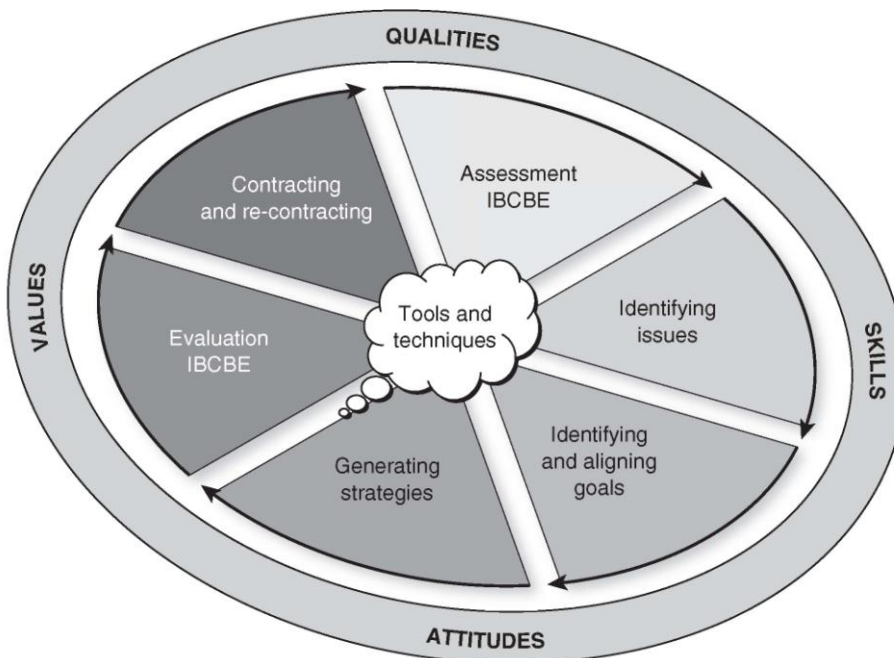 QUALITIES
Contracting
and re-contracting
Assessment
IBCBE
VALUES
Evaluation
IBCBE
Tools and
techniques
Identifying
issues
SKILLS
Generating
strategies
Identifying
and aligning
goals
ATTITUDES